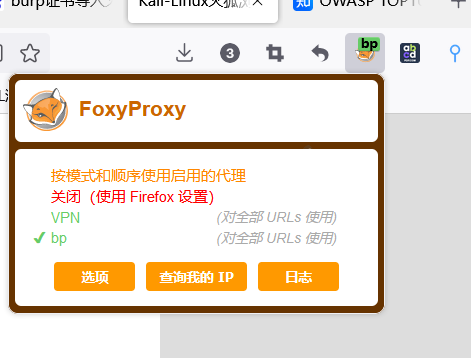 burp证书导入
Kali-Linux火狐
OWASP TOP1
3
bp
abcd
FoxyProxy
按模式和顺序使用启用的代理
关闭（使用 Firefox 设置）
VPN (对全部 URLs 使用)
bp (对全部 URLs 使用)
选项 查询我的 IP 日志